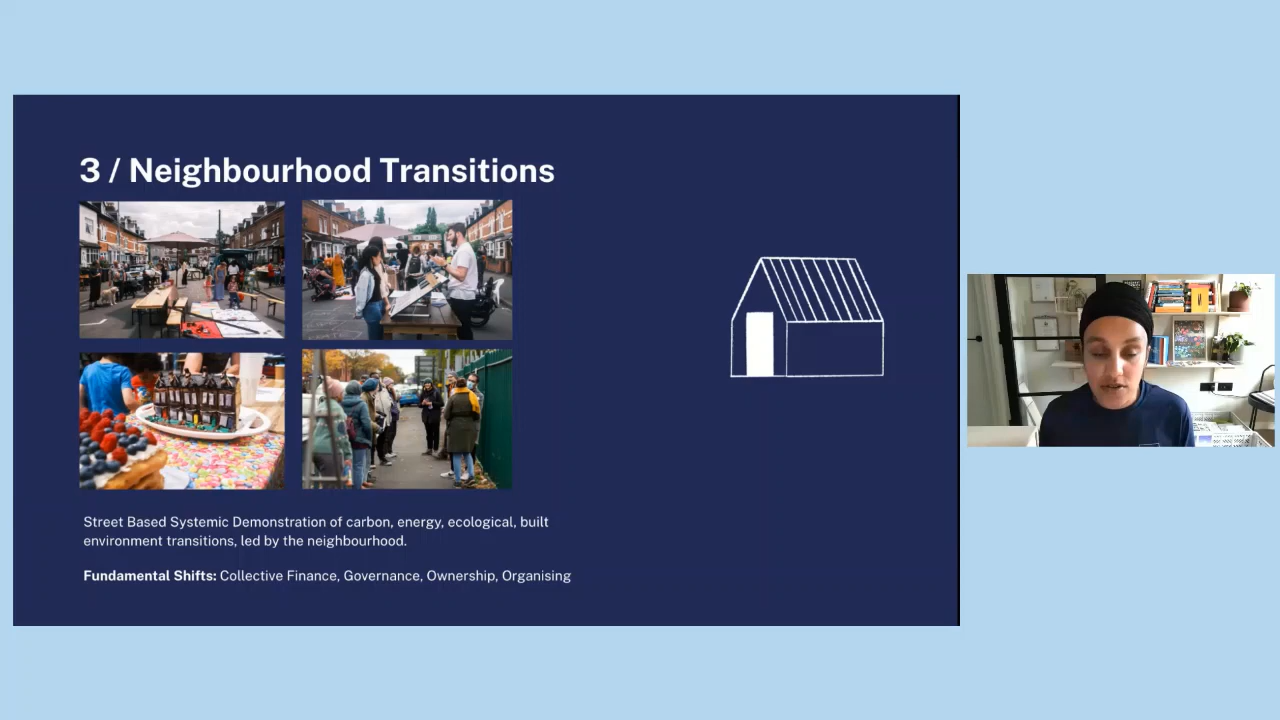 3 / Neighbourhood Transitions
Street Based Systemic Demonstration of carbon, energy, ecological, built
environment transitions, led by the neighbourhood.
Fundamental Shifts: Collective Finance, Governance, Ownership, Organising